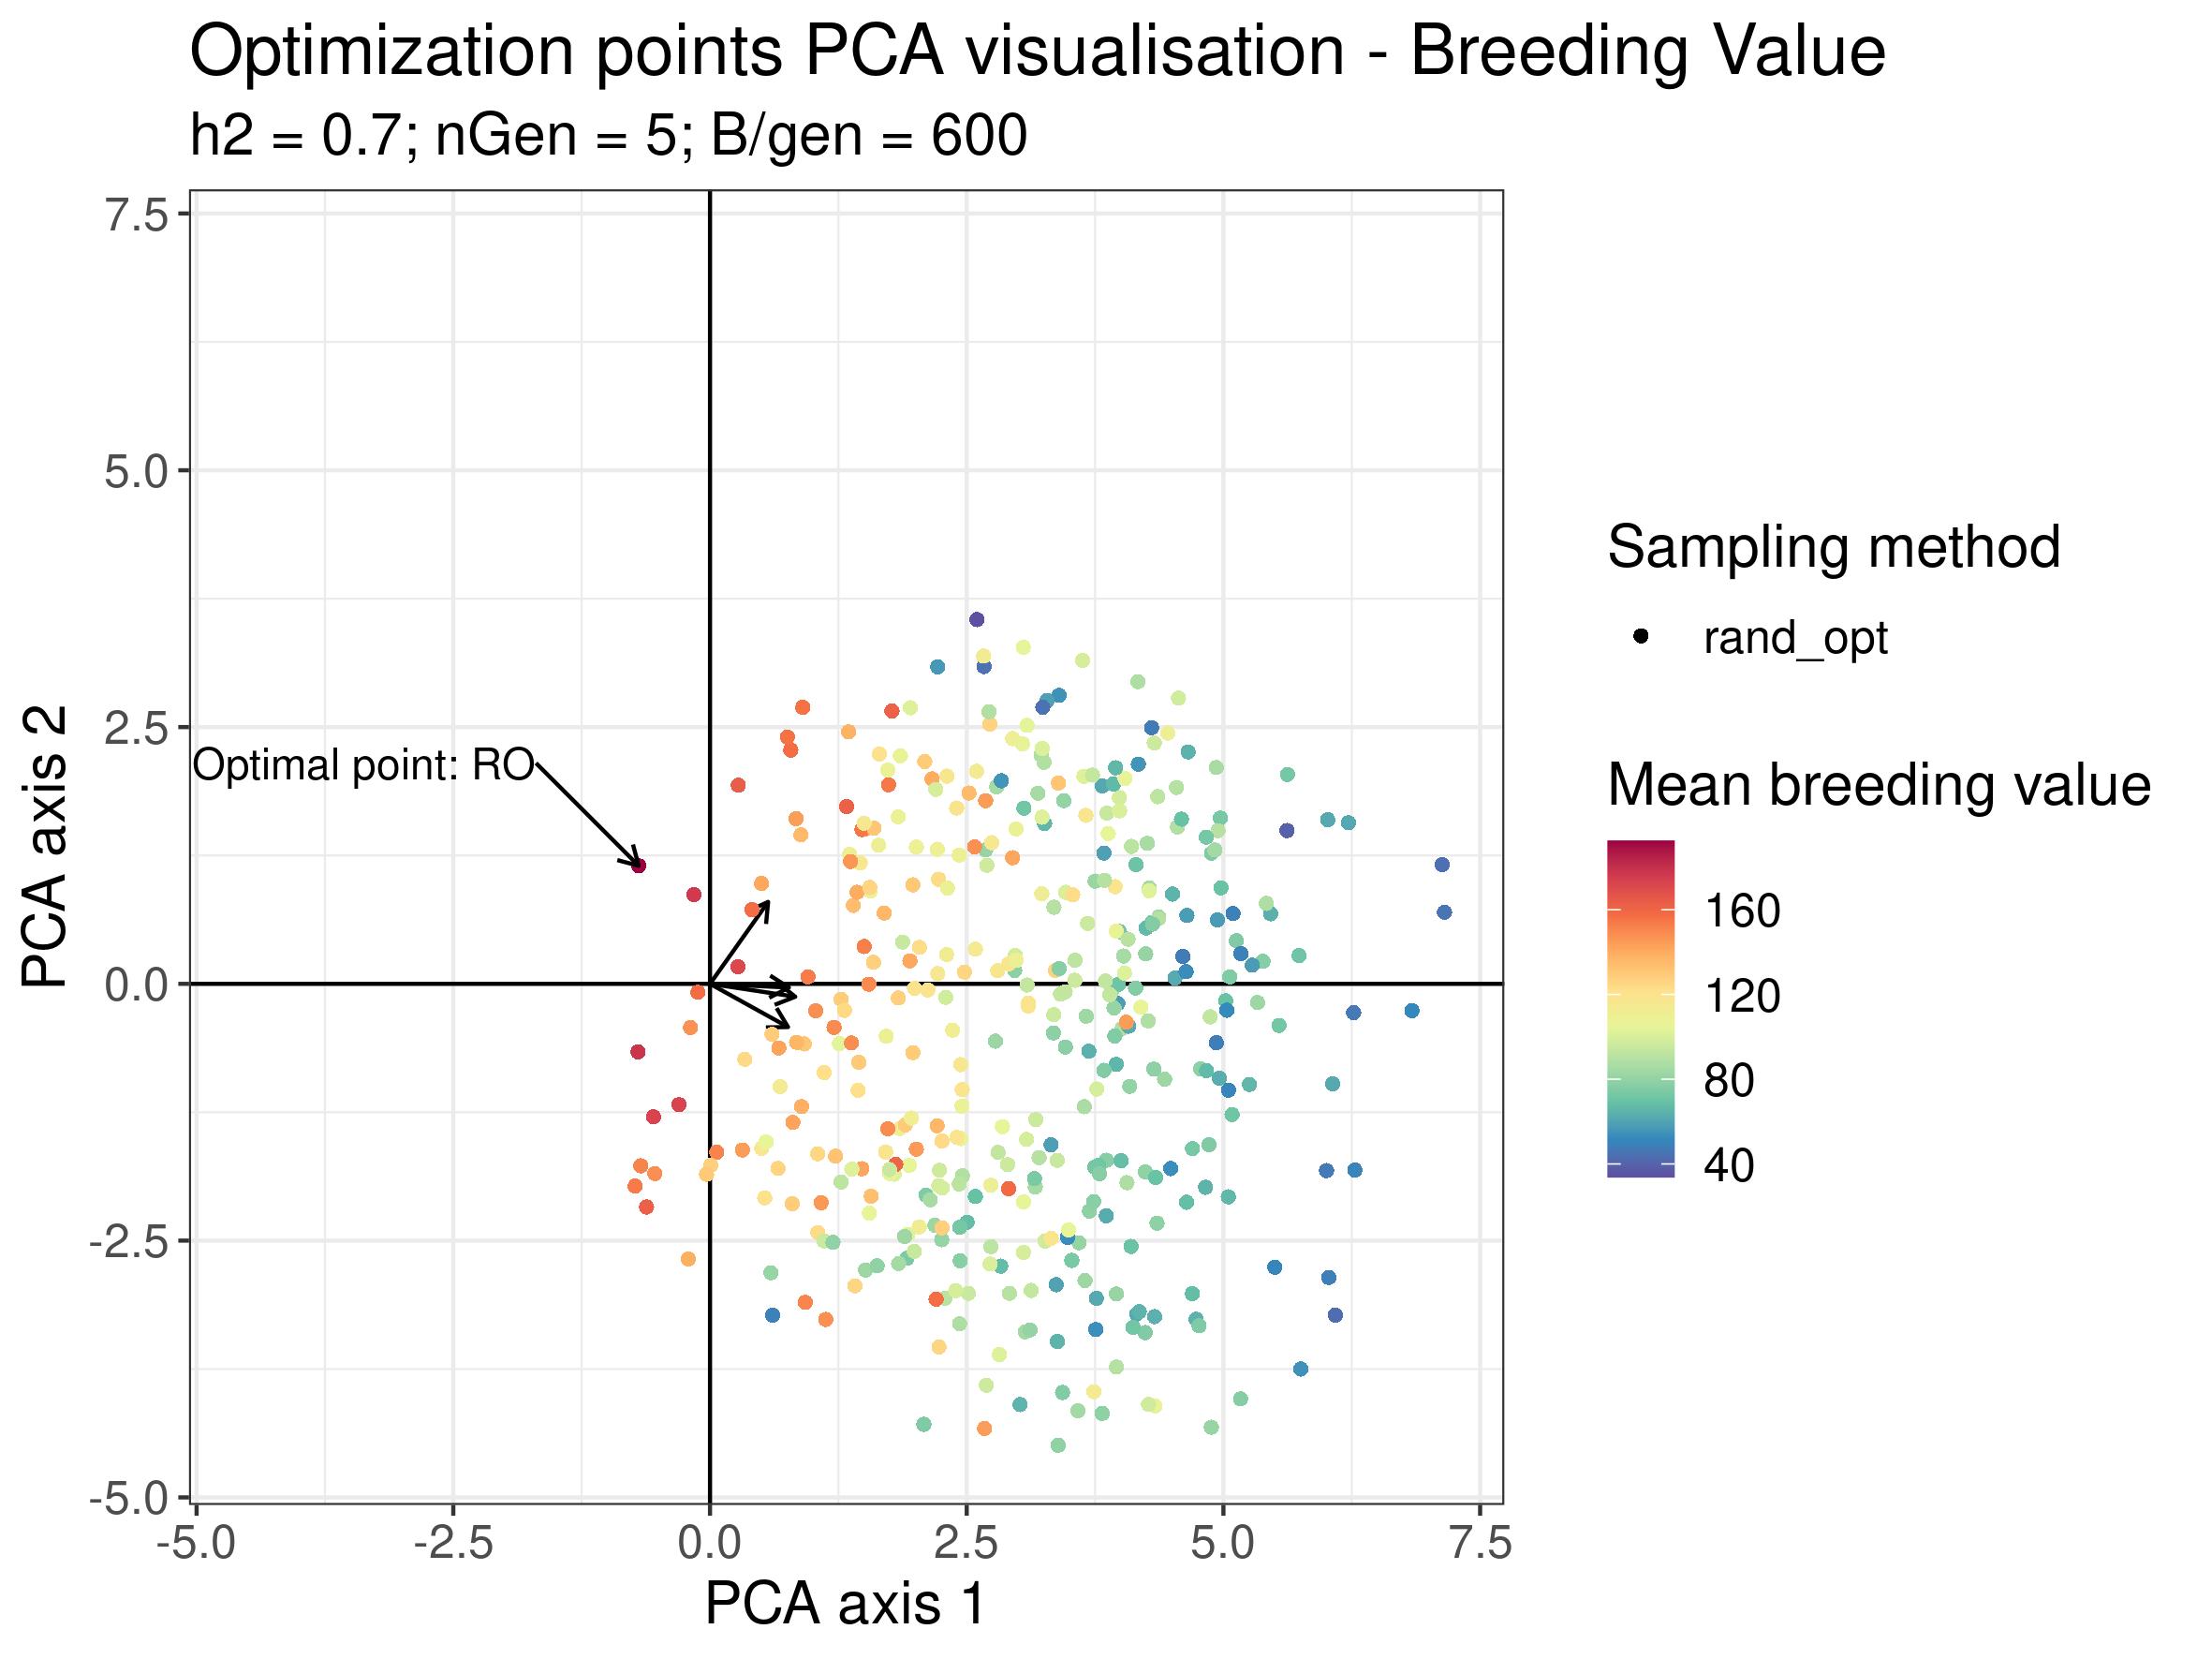 Optimization points PCA visualisation - Breeding Value
h2 = 0.7; nGen = 5; B/gen = 600
7.5
5.0
2.5
0.0
-2.5
-5.0
PCA axis 2
Optimal point: RO
-5.0
-2.5
0.0
2.5
5.0
7.5
PCA axis 1
Sampling method
rand_opt
Mean breeding value
160
120
80
40